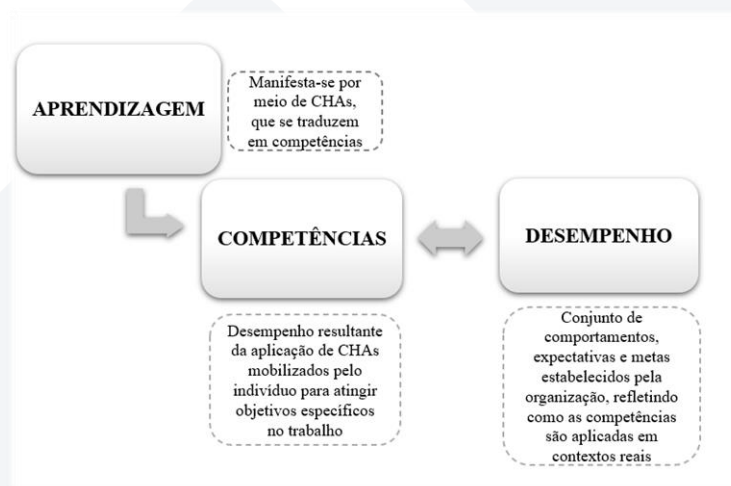 APRENDIZAGEM
Manifesta-se por
meio de CHAs,
que se traduzem
em competências
COMPETÊNCIAS
DESEMPENHO
Desempenho resultante
da aplicação de CHAs
mobilizados pelo
indivíduo para atingir
objetivos específicos
no trabalho
Conjunto de
comportamentos,
expectativas e metas
estabelecidos pela
organização, refletindo
como as competências
são aplicadas em
contextos reais